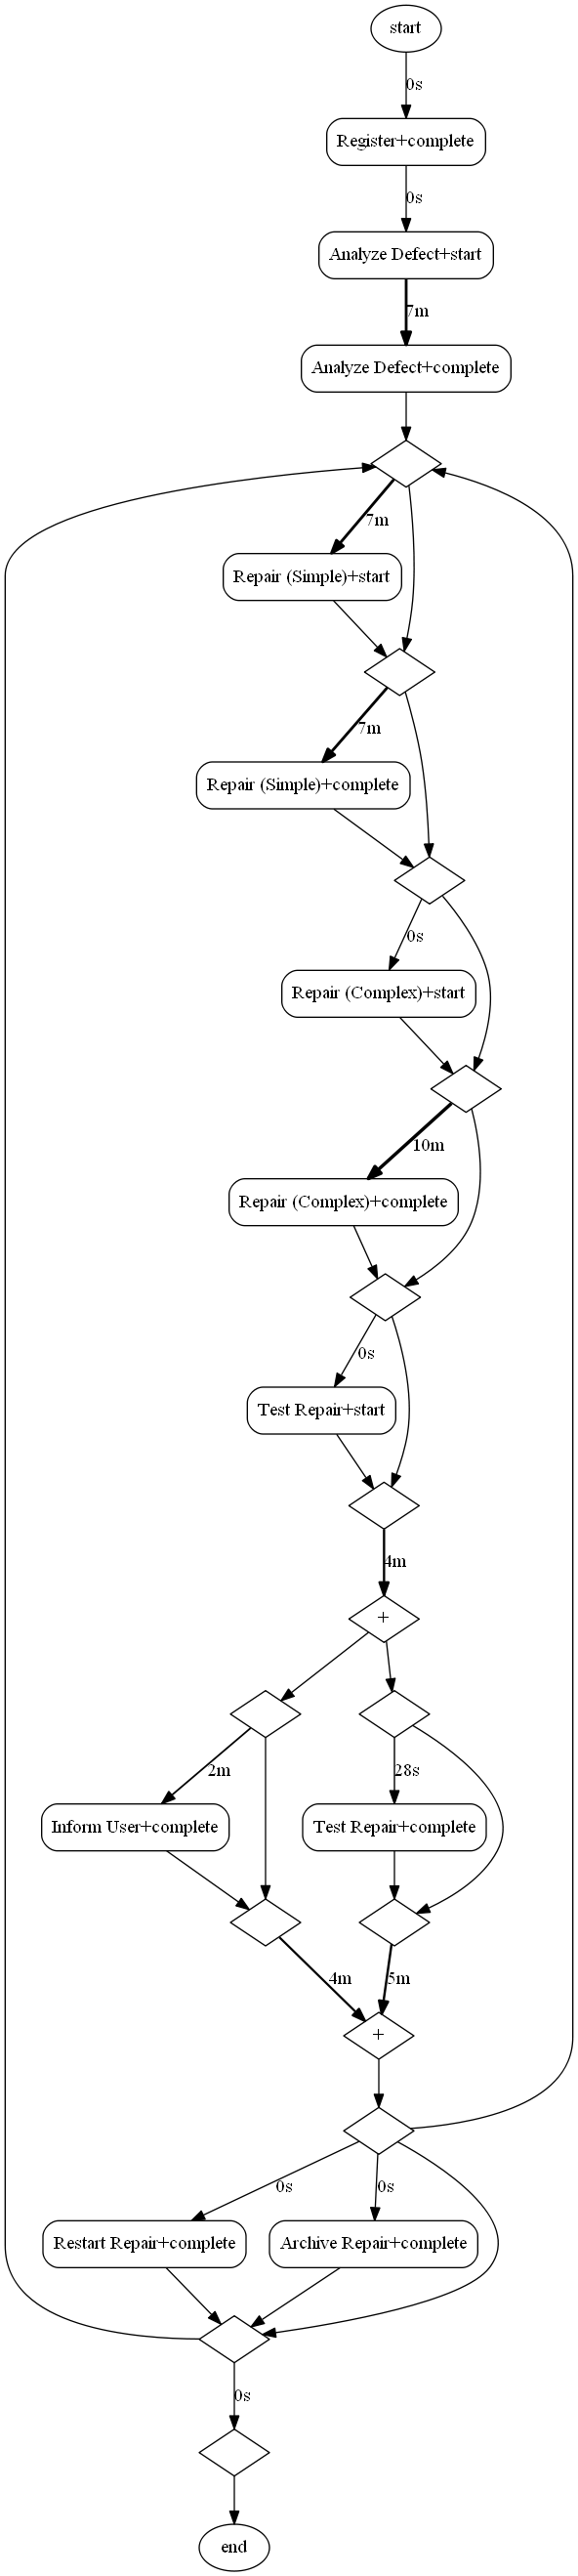 start
0s
Register+complete
0s
Analyze Defect+start
7m
Analyze Defect+complete
7m
Repair (Simple)+start
7m
Repair (Simple)+complete
0s
Repair (Complex)+start
10m
Repair (Complex)+complete
0s
Test Repair+start
4m
+
2m
28s
Inform User+complete
Test Repair+complete
4m
5m
+
0s
0s
Restart Repair+complete
Archive Repair+complete
0s
end